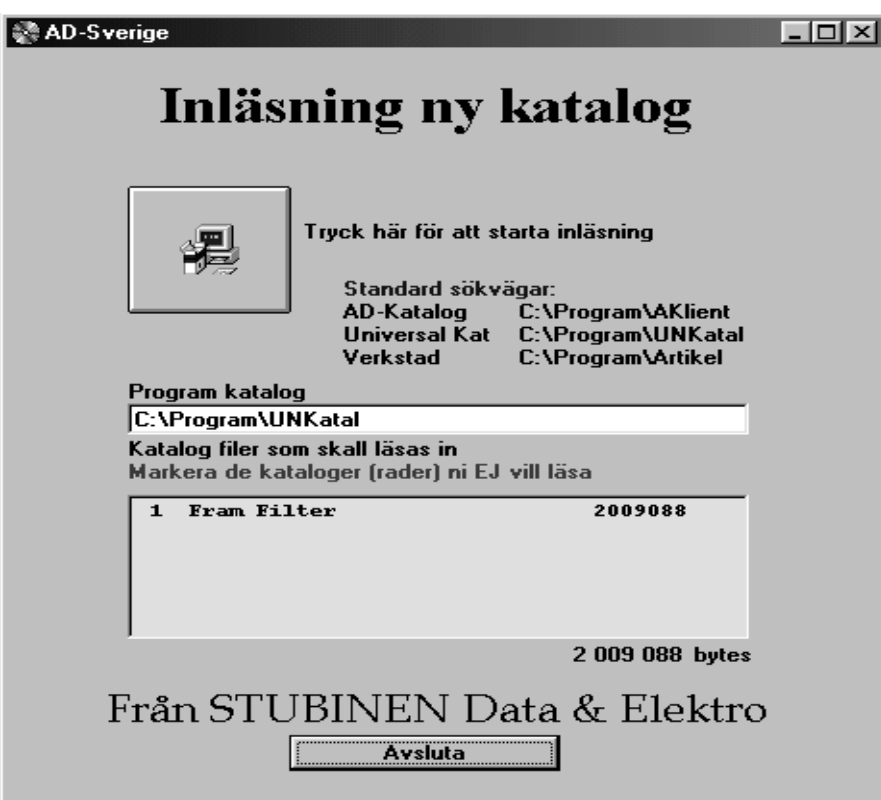 AD-Sverige
Inläsning ny katalog
Tryck här för att starta inläsning
Standard sökvägar:
AD-Katalog C:\Program\AKlient
Universal Kat C:\Program\UNKatal
Verkstad C:\Program\Artikel
Program katalog
C:\Program\UNKatal
Katalog filer som skall läsas in
Markera de kataloger (rader) ni EJ vill läsa
1 Fram Filter 2009088
2 009 088 bytes
Från STUBINEN Data & Elektro
Avsluta